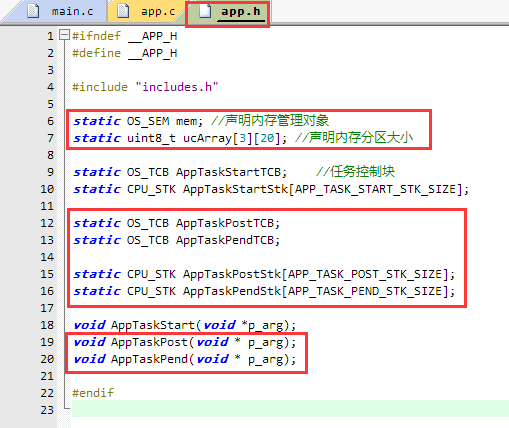 main.c app.c app.h
1 #ifndef __APP_H
2 #define __APP_H
3
4 #include "includes.h"
5
6 static OS_SEM mem; //声明内存管理对象
7 static uint8_t ucArray[3][20]; //声明内存分区大小
8
9 static OS_TCB AppTaskStartTCB; //任务控制块
10 static CPU_STK AppTaskStartStk[APP_TASK_START_STK_SIZE];
11
12 static OS_TCB AppTaskPostTCB;
13 static OS_TCB AppTaskPendTCB;
14
15 static CPU_STK AppTaskPostStk[APP_TASK_POST_STK_SIZE];
16 static CPU_STK AppTaskPendStk[APP_TASK_PEND_STK_SIZE];
17
18 void AppTaskStart(void *p_arg);
19 void AppTaskPost(void * p_arg);
20 void AppTaskPend(void * p_arg);
21
22 #endif
23